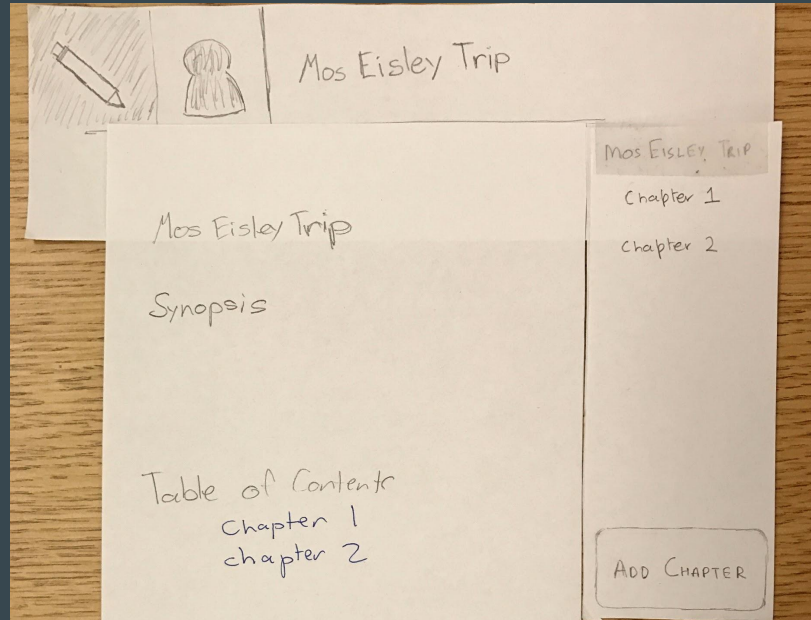 Mos Eisley Trip
Mos Eisley Trip
Synopsis
Table of Contents
Chapter 1
chapter 2
MOS EISLEY TRIP
Chapter 1
Chapter 2
ADD CHAPTER